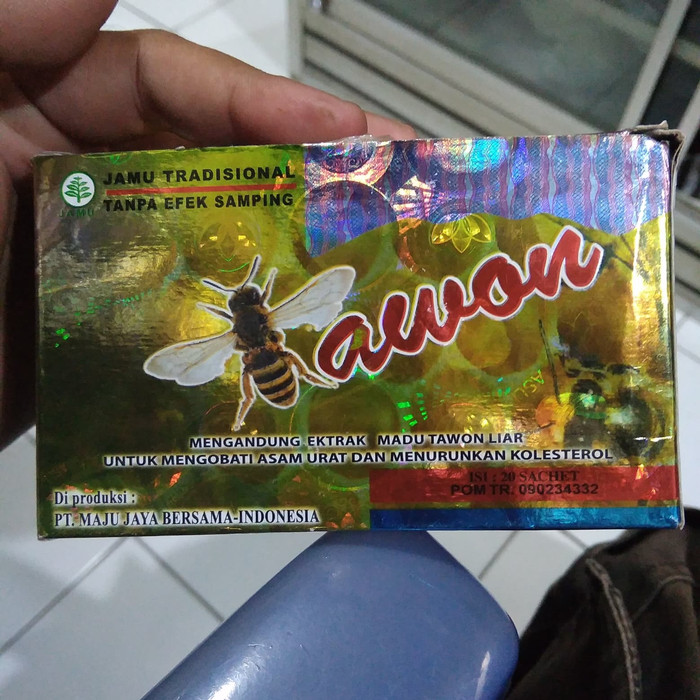 JAMU
JAMU TRADISIONAL
TANPA EFEK SAMPING
awon
MENGANDUNG EKTRAK MADU TAWON LIAR
UNTUK MENGOBATI ASAM URAT DAN MENURUNKAN KOLESTEROL
ISI : 20 SACHET
POM TR. 090234332
Di produksi :
PT. MAJU JAYA BERSAMA-INDONESIA